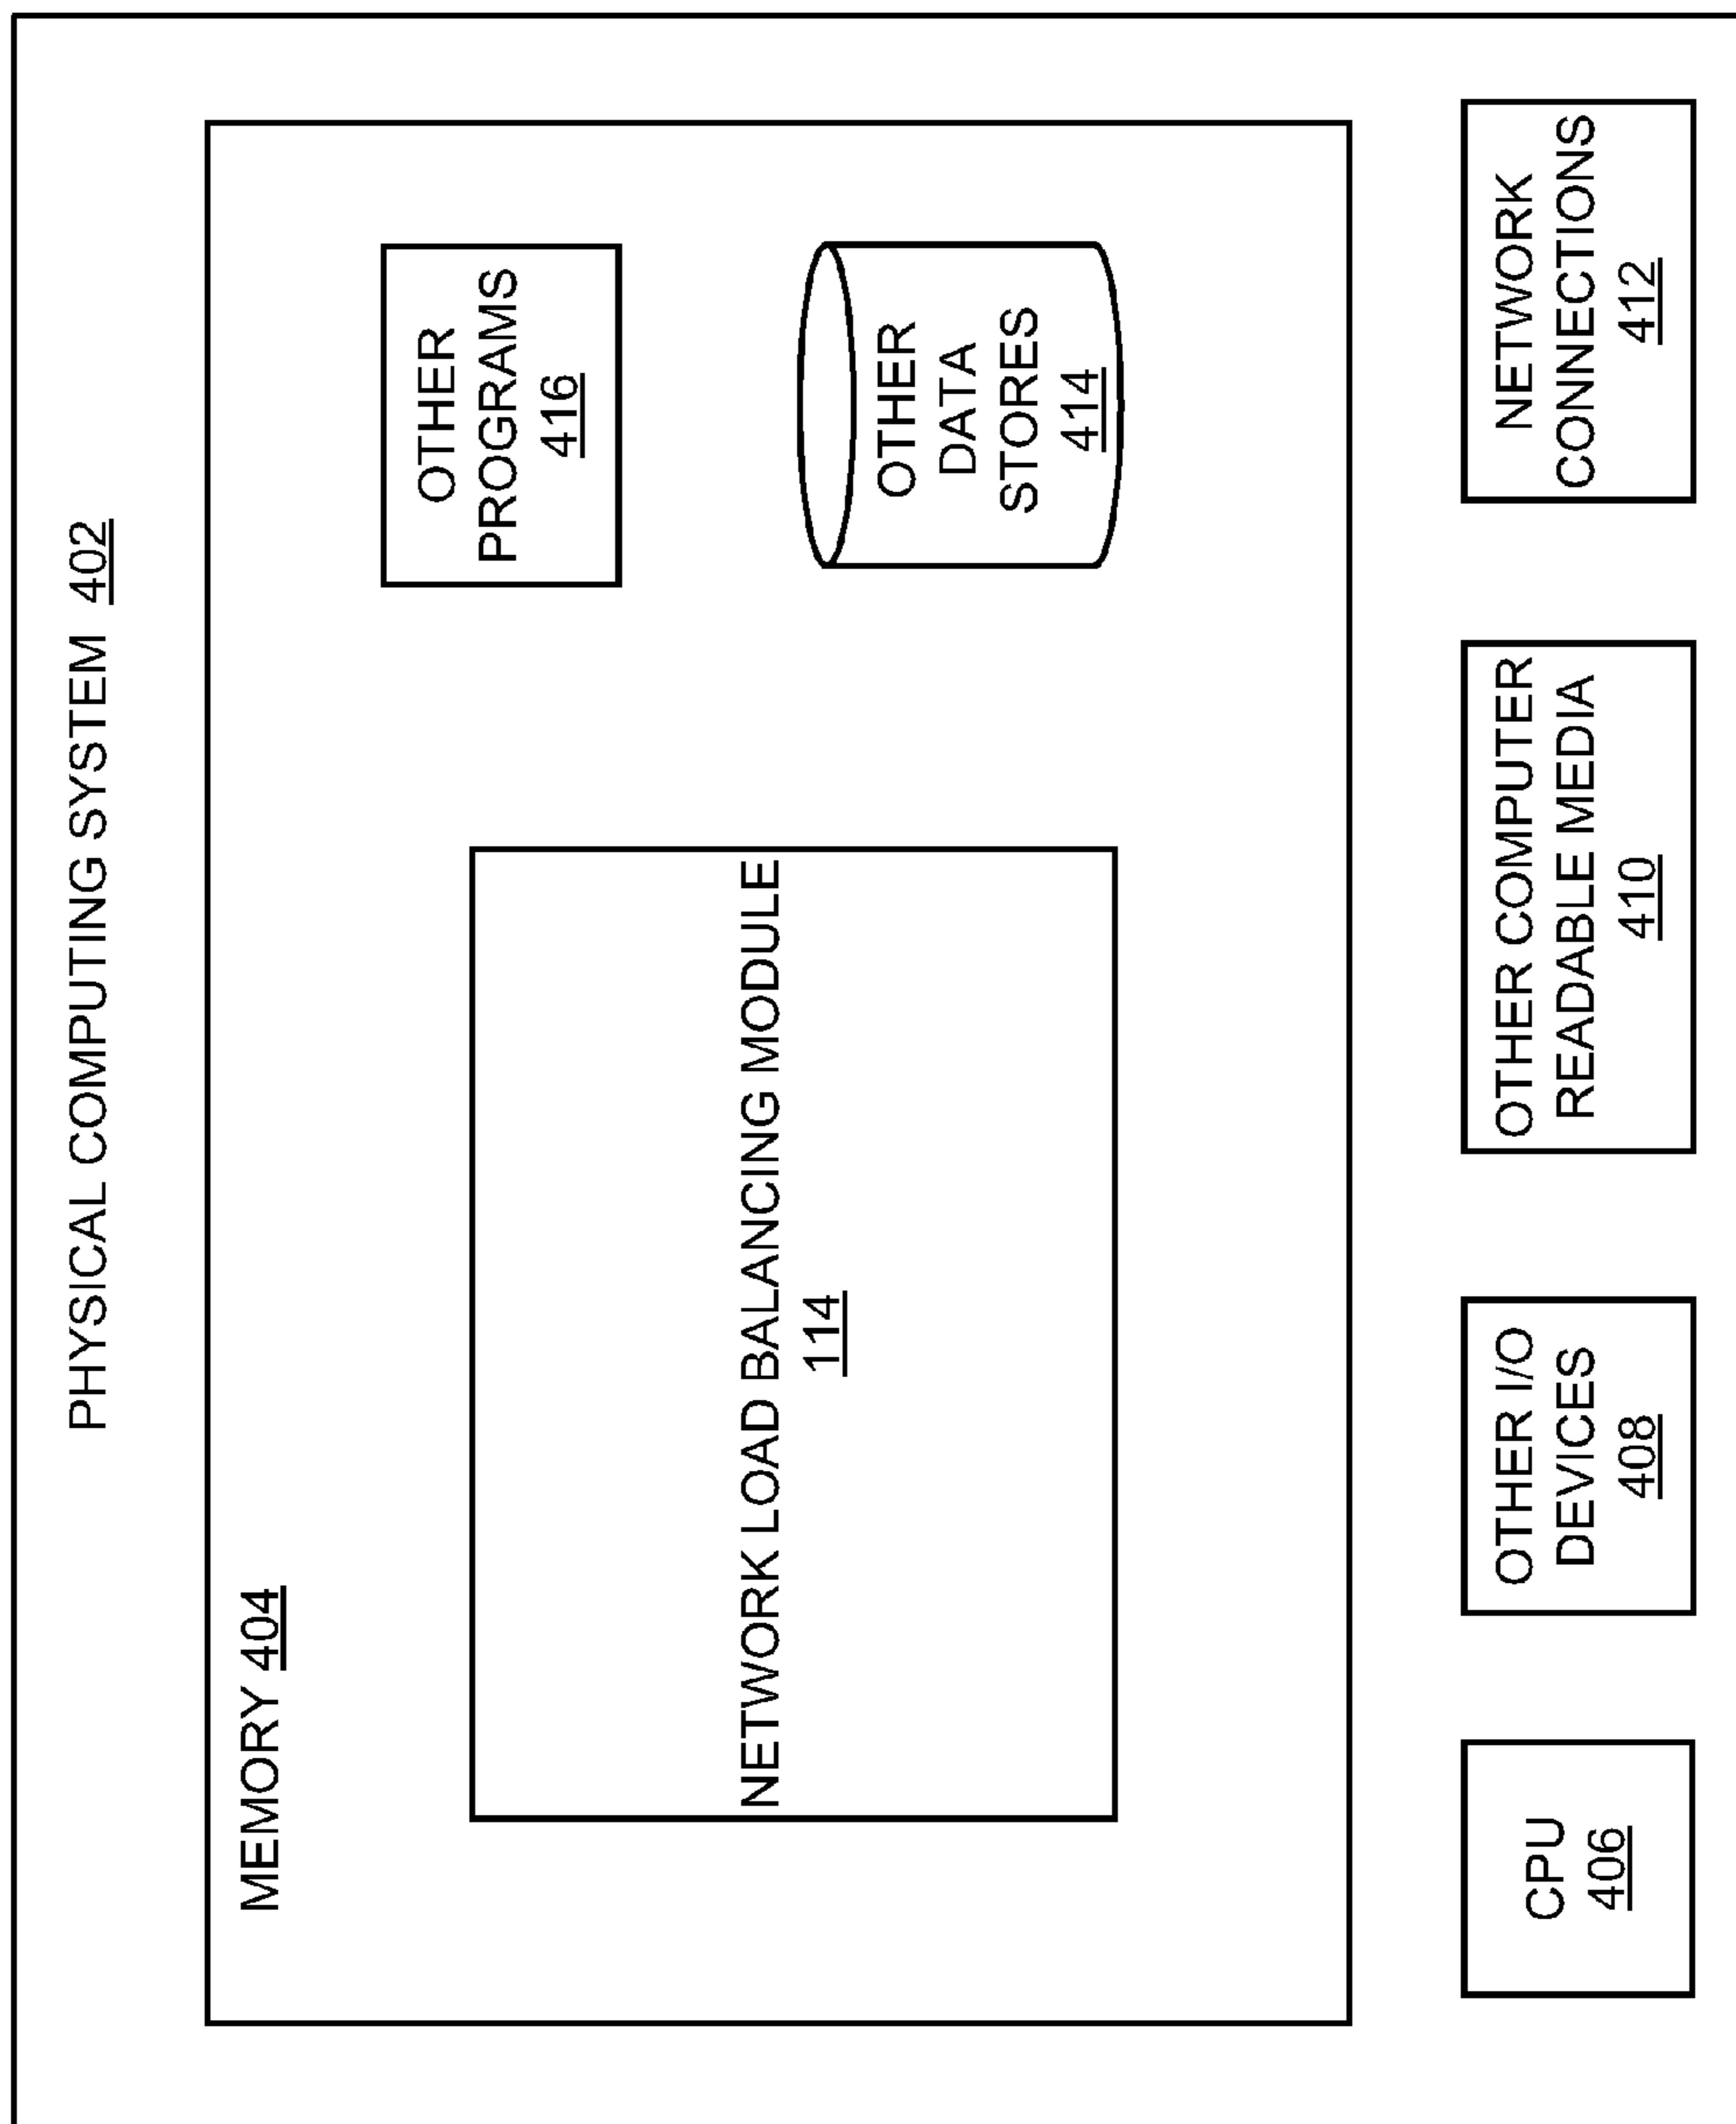 PHYSICAL COMPUTING SYSTEM 402
MEMORY 404
NETWORK LOAD BALANCING MODULE
114
OTHER
PROGRAMS
416
OTHER
DATA
STORES
414
CPU
406
OTHER I/O
DEVICES
408
OTHER COMPUTER
READABLE MEDIA
410
NETWORK
CONNECTIONS
412